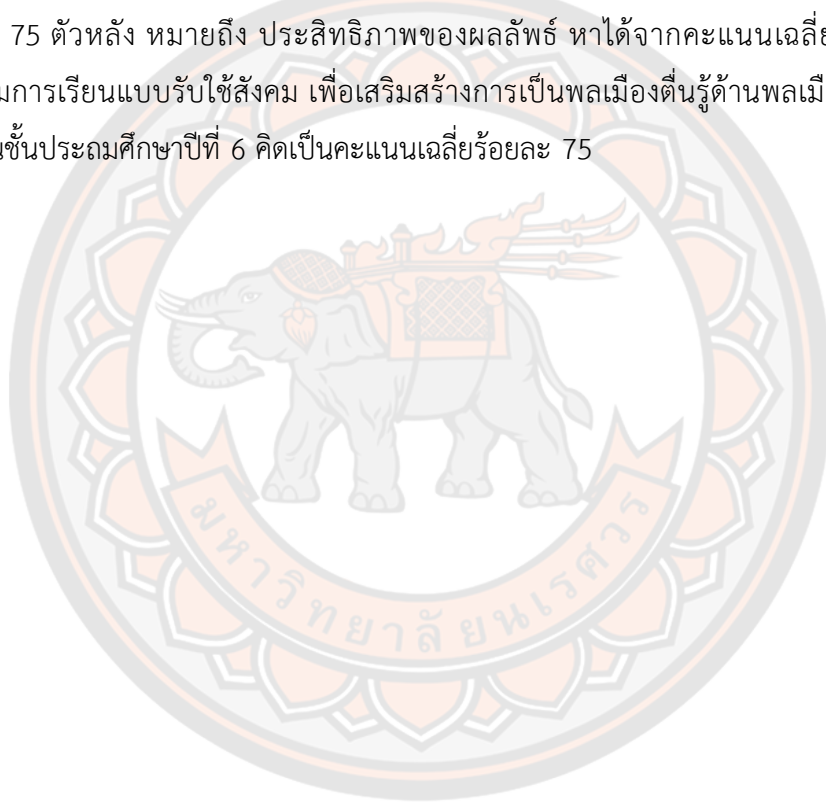 75 ตัวหลัง หมายถึง ประสิทธิภาพของผลลัพธ์ หาได้จากคะแนนเฉลี่ย
การเรียนแบบรับใช้สังคม เพื่อเสริมสร้างการเป็นพลเมืองตื่นรู้ด้านพลเมื
ชั้นประถมศึกษาปีที่ 6 คิดเป็นคะแนนเฉลี่ยร้อยละ 75
มหาวิทยาลัยนเรศวร